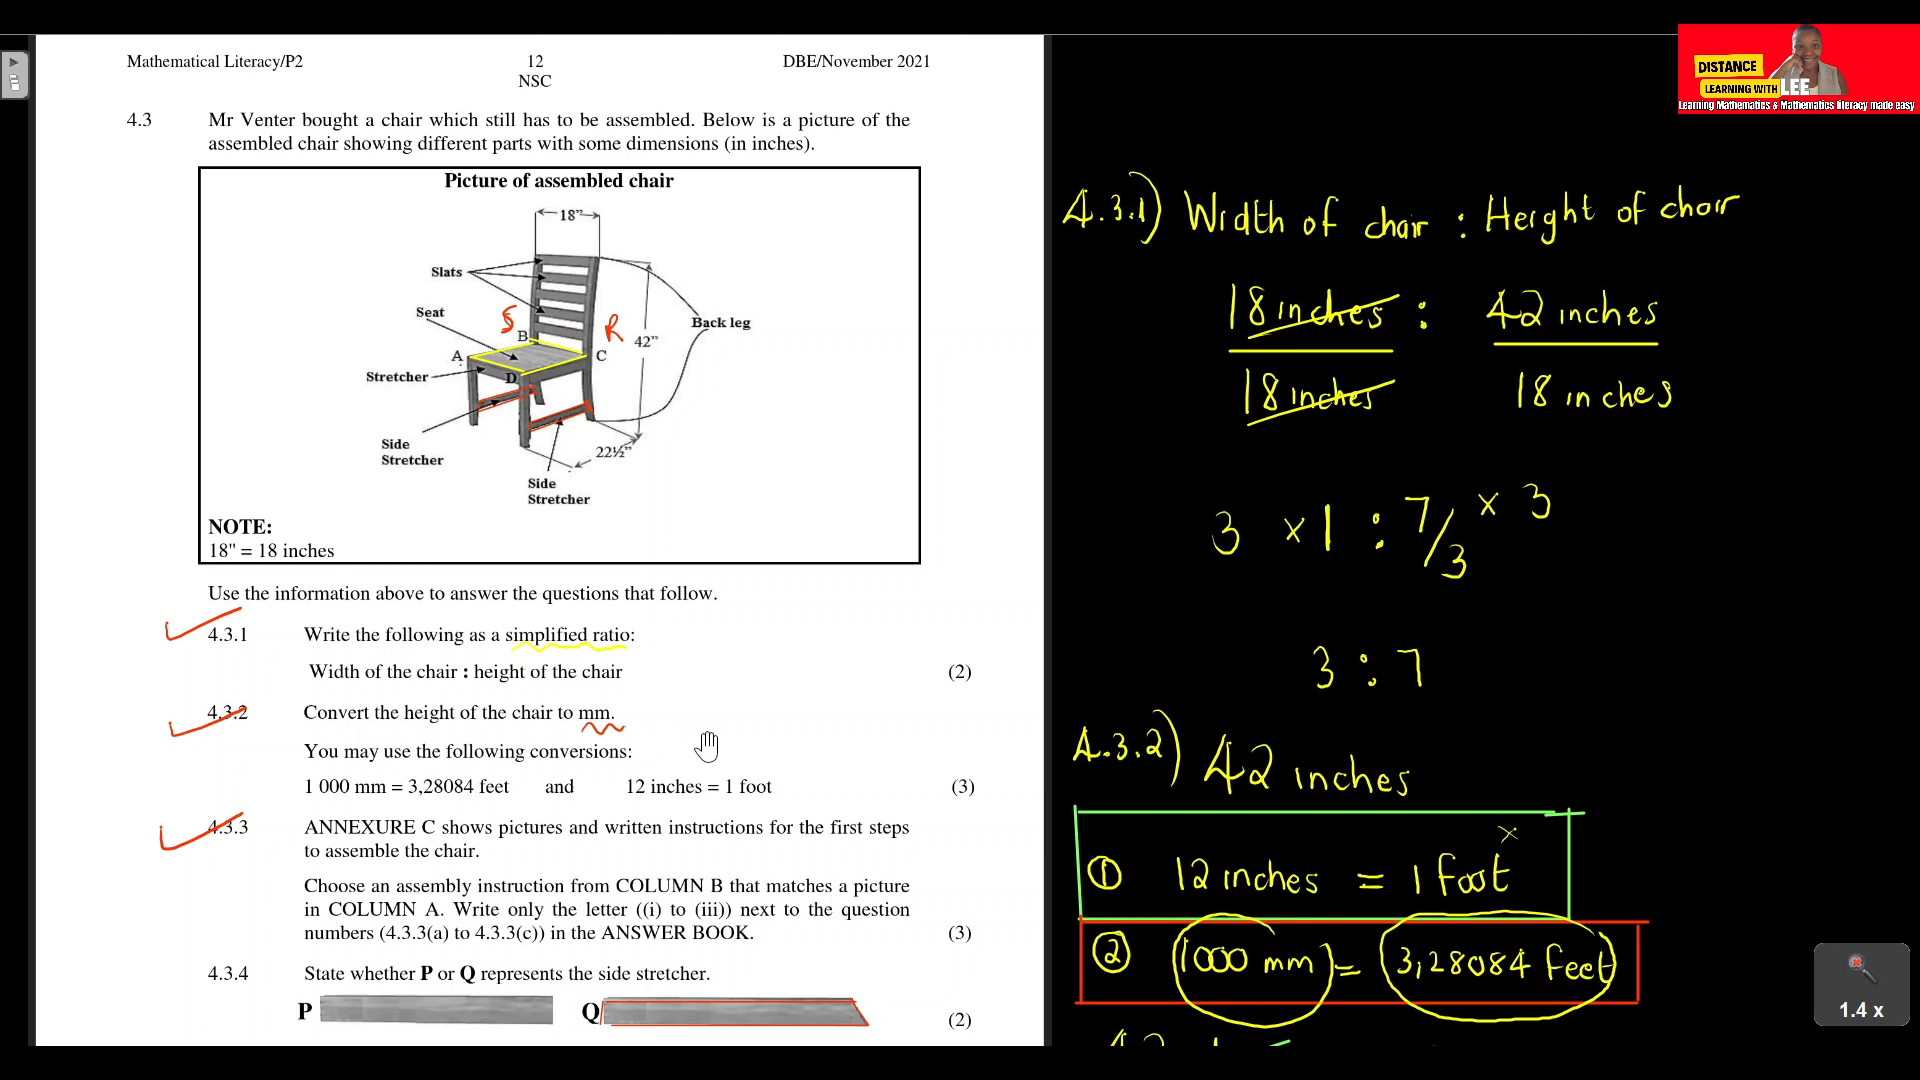 Mathematical Literacy/P2 12 DBE/November 2021
NSC
4.3 Mr Venter bought a chair which still has to be assembled. Below is a picture of the
assembled chair showing different parts with some dimensions (in inches).
Picture of assembled chair
18"
Slats
Seat
S
B
R
Back leg
42"
A
C
Stretcher
D
Side
Stretcher
22½"
Side
Stretcher
NOTE:
18" = 18 inches
Use the information above to answer the questions that follow.
4.3.1 Write the following as a simplified ratio:
Width of the chair : height of the chair (2)
4.3.2 Convert the height of the chair to mm.
You may use the following conversions:
1 000 mm = 3,28084 feet and 12 inches = 1 foot (3)
4.3.3 ANNEXURE C shows pictures and written instructions for the first steps
to assemble the chair.
Choose an assembly instruction from COLUMN B that matches a picture
in COLUMN A. Write only the letter ((i) to (iii)) next to the question
numbers (4.3.3(a) to 4.3.3(c)) in the ANSWER BOOK. (3)
4.3.4 State whether P or Q represents the side stretcher.
P Q (2)
DISTANCE
LEARNING WITH LEE
Learning Mathematics & Mathematics literacy made easy
4.3.1) Width of chair : Height of chair
18 inches : 42 inches
18 inches 18 inches
3 x 1 : 7/3 x 3
3 : 7
4.3.2) 42 inches
x
① 12 inches = 1 foot
② 1000 mm = 3,28084 feet
1.4 x